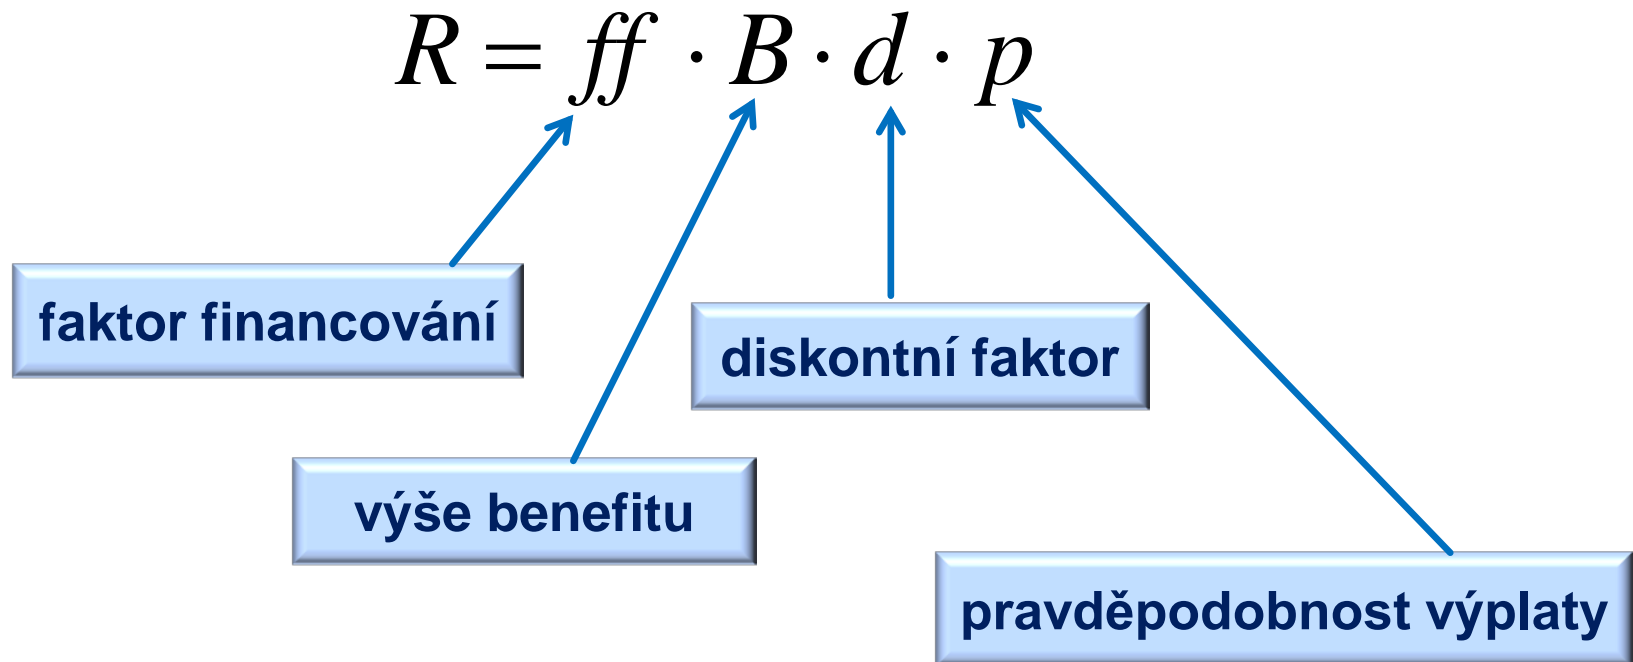 R = ff · B · d · p
faktor financování
diskontní faktor
výše benefitu
pravděpodobnost výplaty